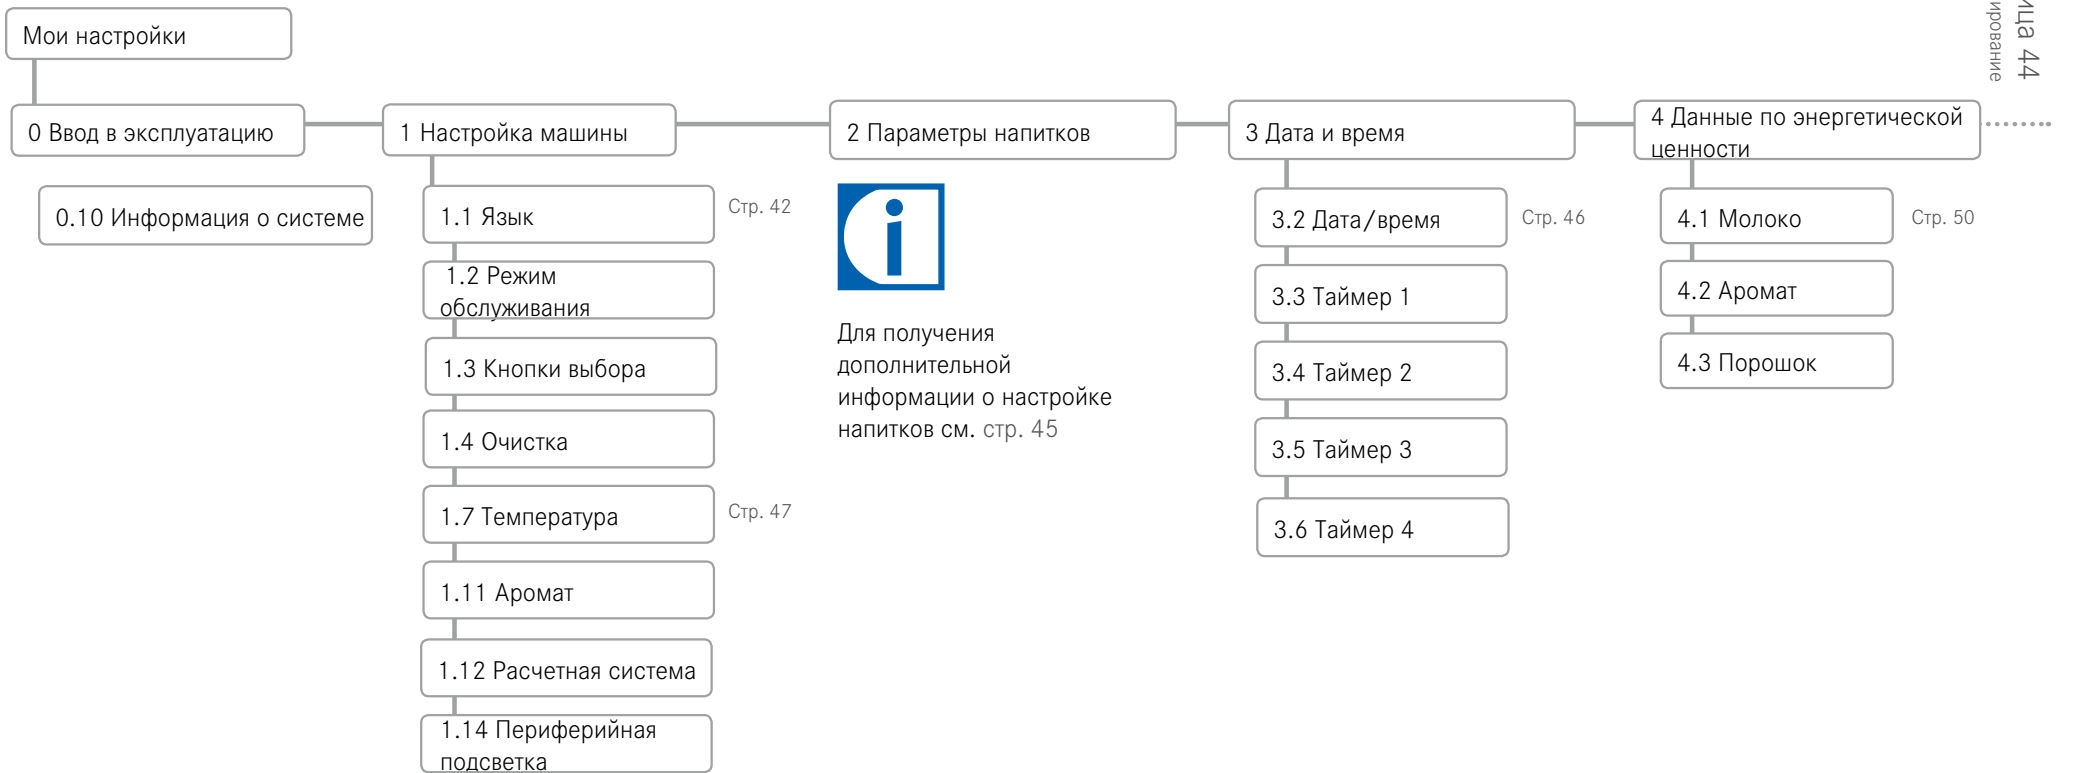 Мои настройки
ица 44
ирование
0 Ввод в эксплуатацию
0.10 Информация о системе
1 Настройка машины
1.1 Язык
Стр. 42
1.2 Режим
обслуживания
1.3 Кнопки выбора
1.4 Очистка
1.7 Температура
Стр. 47
1.11 Аромат
1.12 Расчетная система
1.14 Периферийная
подсветка
2 Параметры напитков
i
Для получения
дополнительной
информации о настройке
напитков см. стр. 45
3 Дата и время
3.2 Дата/время
Стр. 46
3.3 Таймер 1
3.4 Таймер 2
3.5 Таймер 3
3.6 Таймер 4
4 Данные по энергетической
ценности
4.1 Молоко
Стр. 50
4.2 Аромат
4.3 Порошок